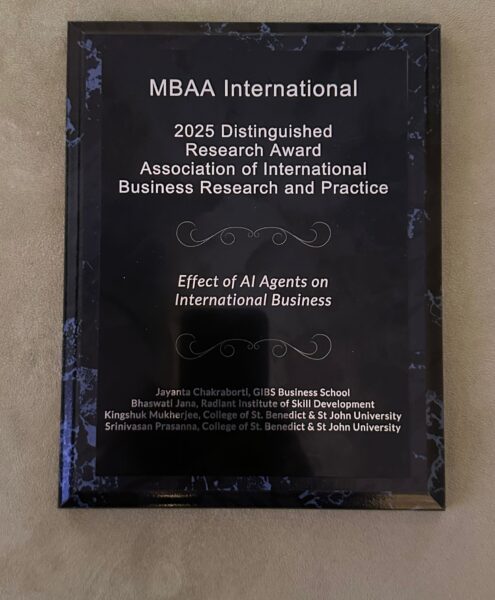 MBAA International
2025 Distinguished
Research Award
Association of International
Business Research and Practice
Effect of AI Agents on
International Business
Jayanta Chakraborti, GIBS Business School
Bhaswati Jana, Radiant Institute of Skill Development
Kingshuk Mukherjee, College of St. Benedict & St John University
Srinivasan Prasanna, College of St. Benedict & St John University